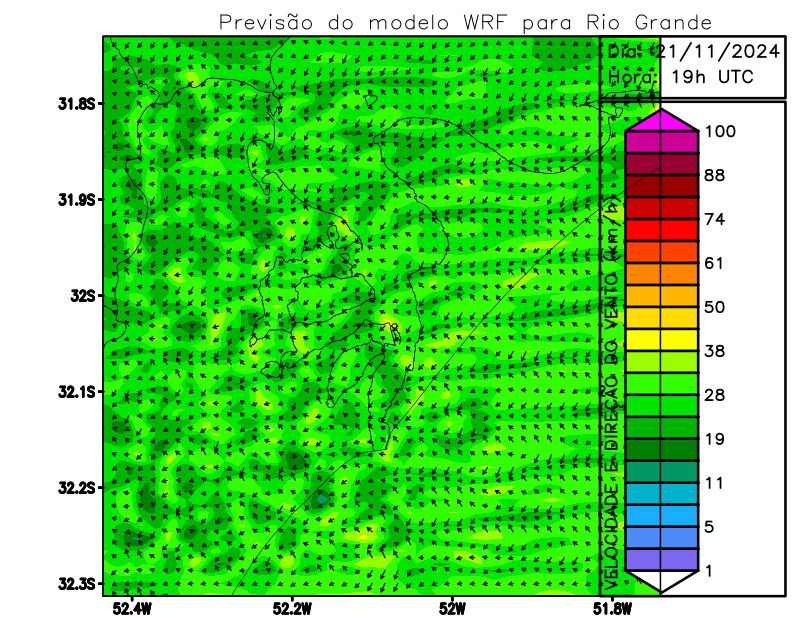 Previsão do modelo WRF para Rio Grande
Dia: 21/11/2024
Hora: 19h UTC
31.8S
31.9S
32S
32.1S
32.2S
32.3S
52.4W
52.2W
52W
51.8W
VELOCIDADE E DIREÇÃO DO VENTO (km/h)
100
88
74
61
50
38
28
19
11
5
1